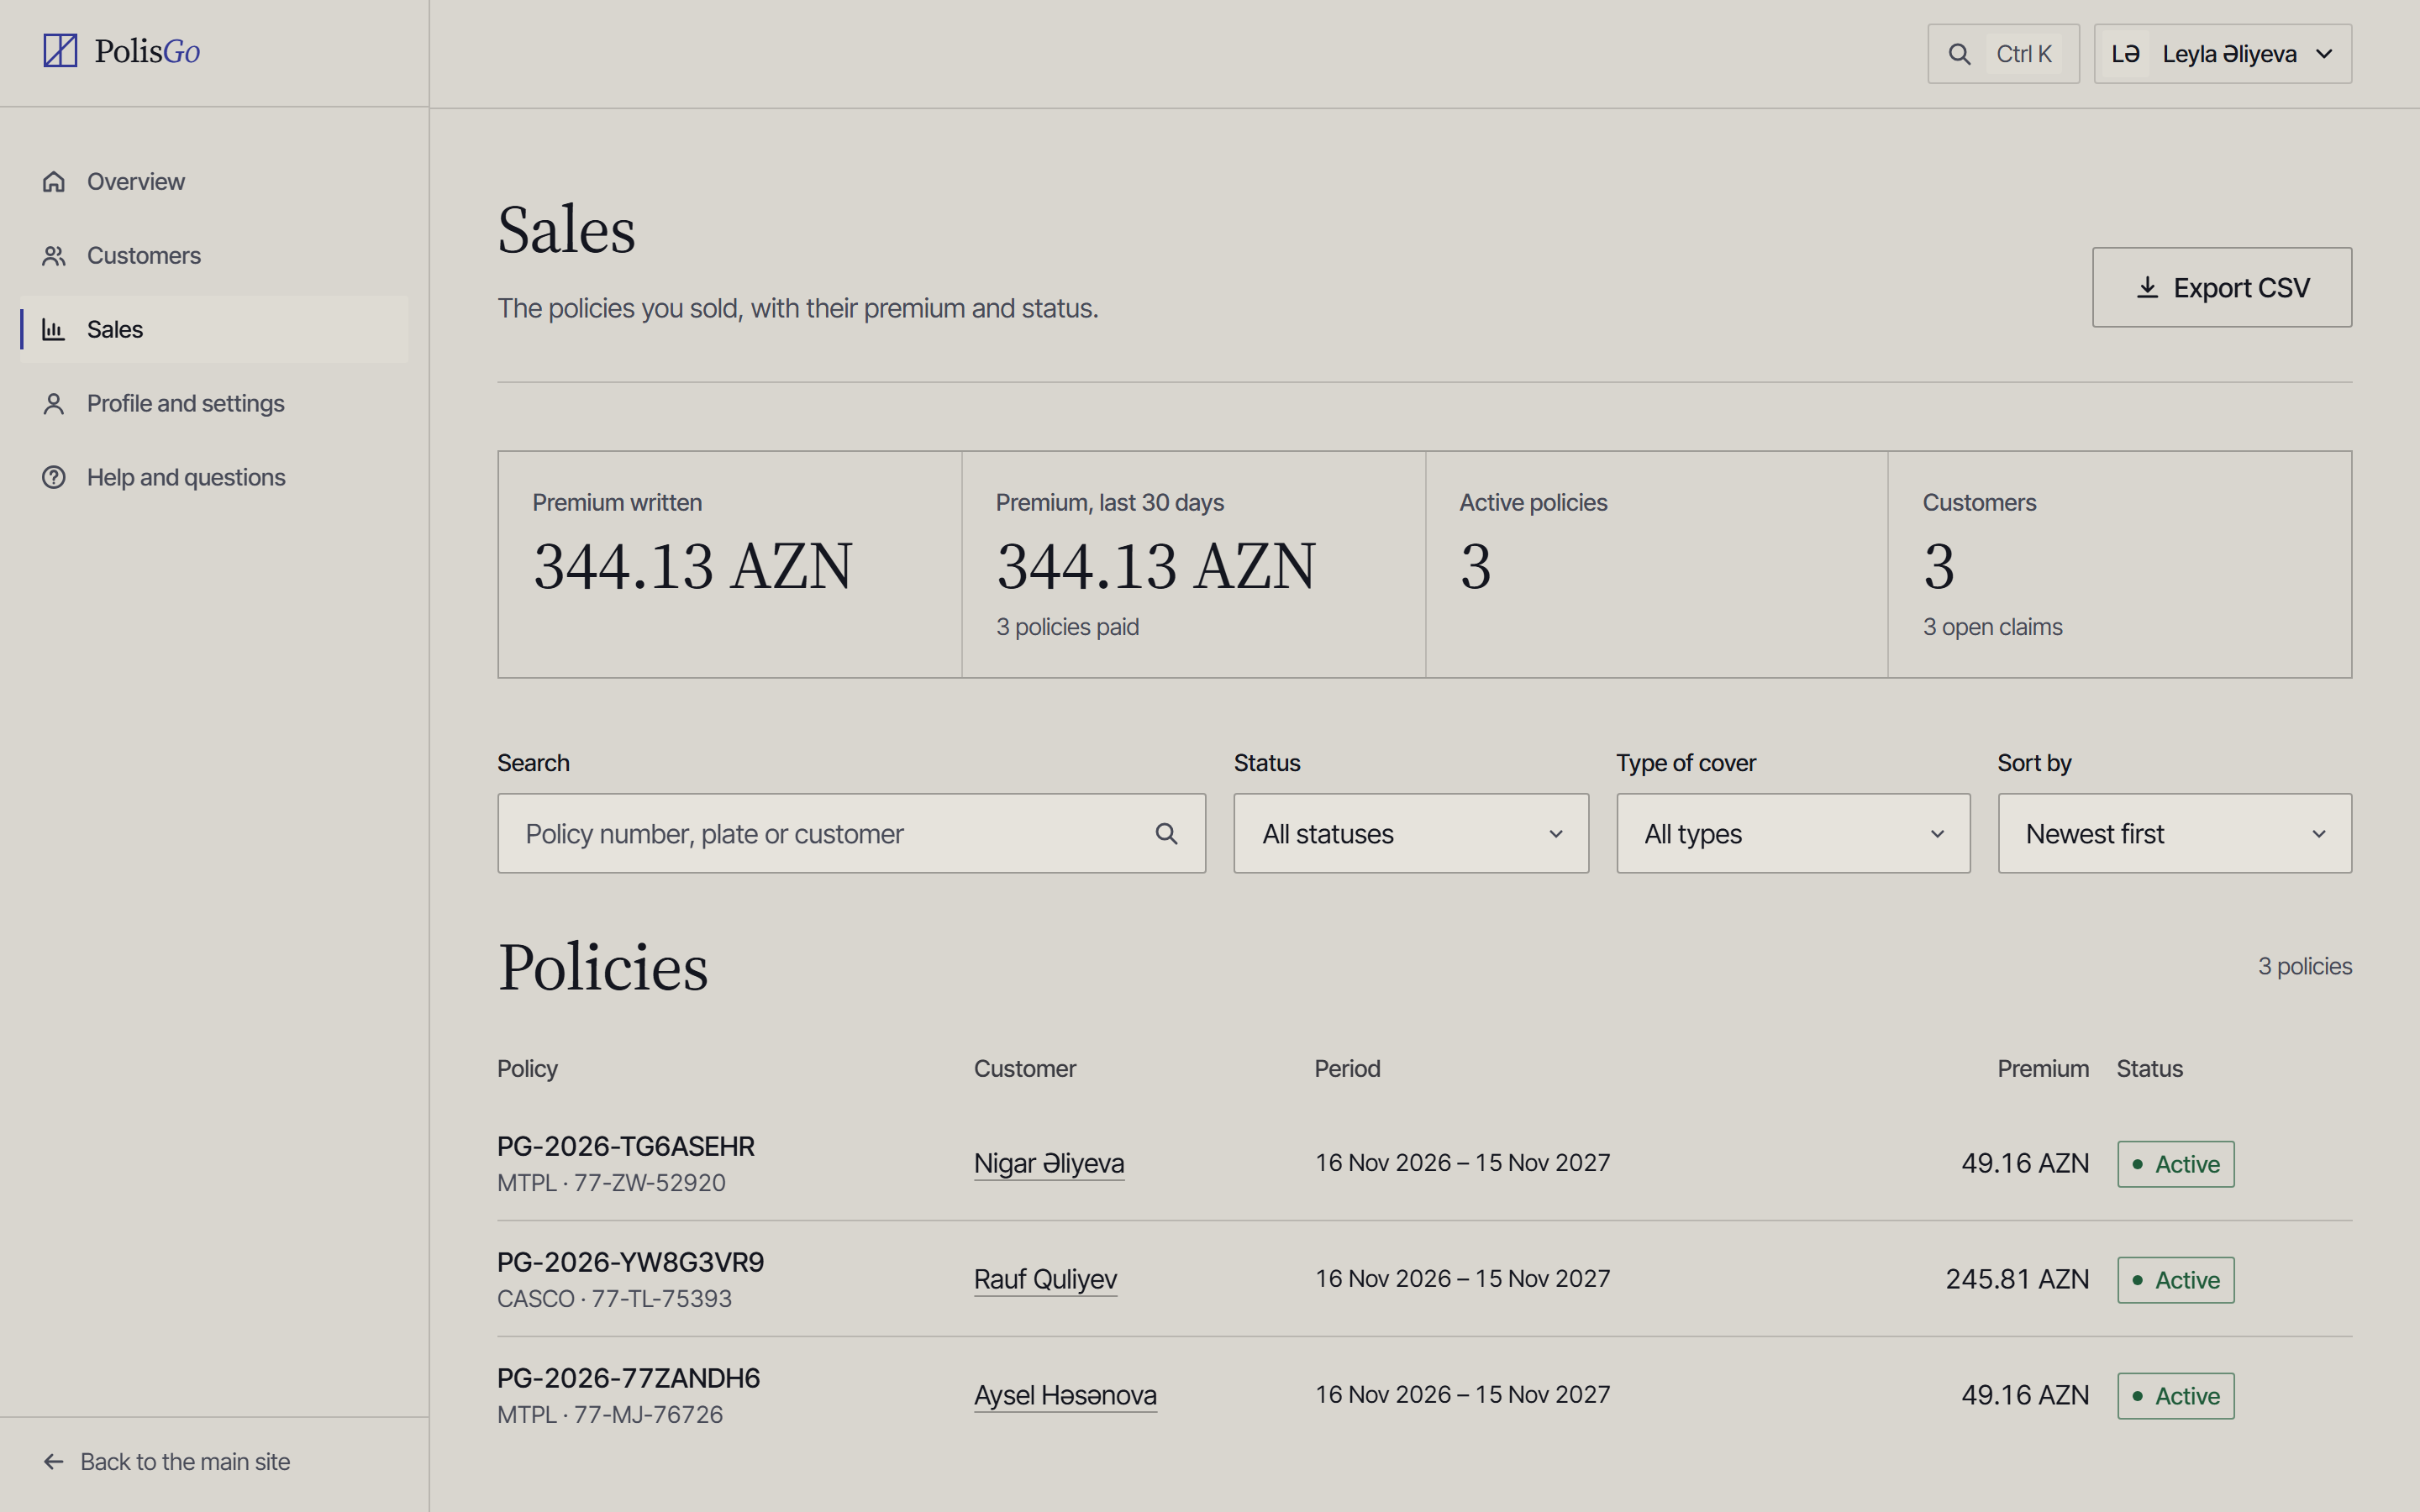 PolisGo
Ctrl K
LƏ Leyla Əliyeva
Overview
Customers
Sales
Profile and settings
Help and questions
Back to the main site
Sales
The policies you sold, with their premium and status.
Export CSV
Premium written
344.13 AZN
Premium, last 30 days
344.13 AZN
3 policies paid
Active policies
3
Customers
3
3 open claims
Search
Policy number, plate or customer
Status
All statuses
Type of cover
All types
Sort by
Newest first
Policies
3 policies
Policy Customer Period Premium Status
PG-2026-TG6ASEHR
MTPL · 77-ZW-52920
Nigar Əliyeva
16 Nov 2026 – 15 Nov 2027
49.16 AZN
Active
PG-2026-YW8G3VR9
CASCO · 77-TL-75393
Rauf Quliyev
16 Nov 2026 – 15 Nov 2027
245.81 AZN
Active
PG-2026-77ZANDH6
MTPL · 77-MJ-76726
Aysel Həsənova
16 Nov 2026 – 15 Nov 2027
49.16 AZN
Active